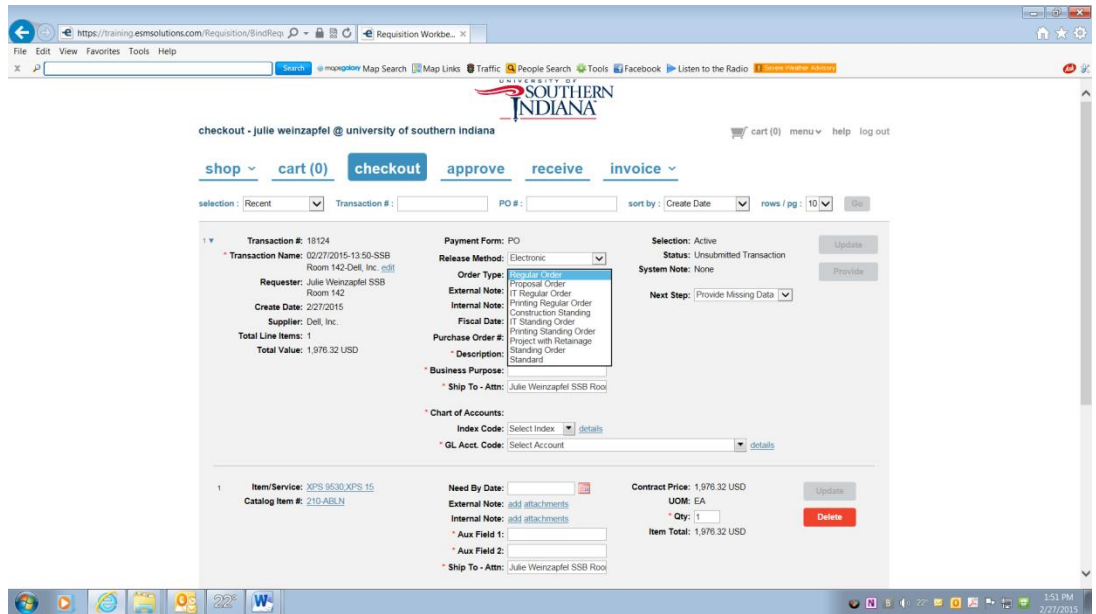 https://training.esmsolutions.com/Requisition/BindReq
Requisition Workbe... ×
File Edit View Favorites Tools Help
X Search mapsgalaxy Map Search Map Links Traffic People Search Tools Facebook Listen to the Radio Severe Weather Advisory
UNIVERSITY OF
SOUTHERN
INDIANA
checkout - julie weinzapfel @ university of southern indiana cart (0) menu help log out
shop cart (0) checkout approve receive invoice
selection : Recent Transaction # : PO # : sort by : Create Date rows / pg : 10 Go
1 Transaction #: 18124 Payment Form: PO Selection: Active Update
* Transaction Name: 02/27/2015-13:50-SSB Release Method: Electronic Status: Unsubmitted Transaction
Room 142-Dell, Inc. edit Order Type: Regular Order System Note: None Provide
Proposal Order
Requester: Julie Weinzapfel SSB External Note: IT Regular Order Next Step: Provide Missing Data
Room 142 Internal Note: Printing Regular Order
Create Date: 2/27/2015 Construction Standing
Supplier: Dell, Inc. Fiscal Date: IT Standing Order
Total Line Items: 1 Purchase Order #: Printing Standing Order
Project with Retainage
Total Value: 1,976.32 USD * Description: Standing Order
Standard
* Business Purpose:
* Ship To - Attn: Julie Weinzapfel SSB Roo
* Chart of Accounts:
Index Code: Select Index details
* GL Acct. Code: Select Account details
1 Item/Service: XPS 9530,XPS 15 Need By Date: Contract Price: 1,976.32 USD Update
Catalog Item #: 210-ABLN External Note: add attachments UOM: EA
Internal Note: add attachments * Qty: 1 Delete
* Aux Field 1: Item Total: 1,976.32 USD
* Aux Field 2:
* Ship To - Attn: Julie Weinzapfel SSB Roo
22° W 22° 1:51 PM
2/27/2015